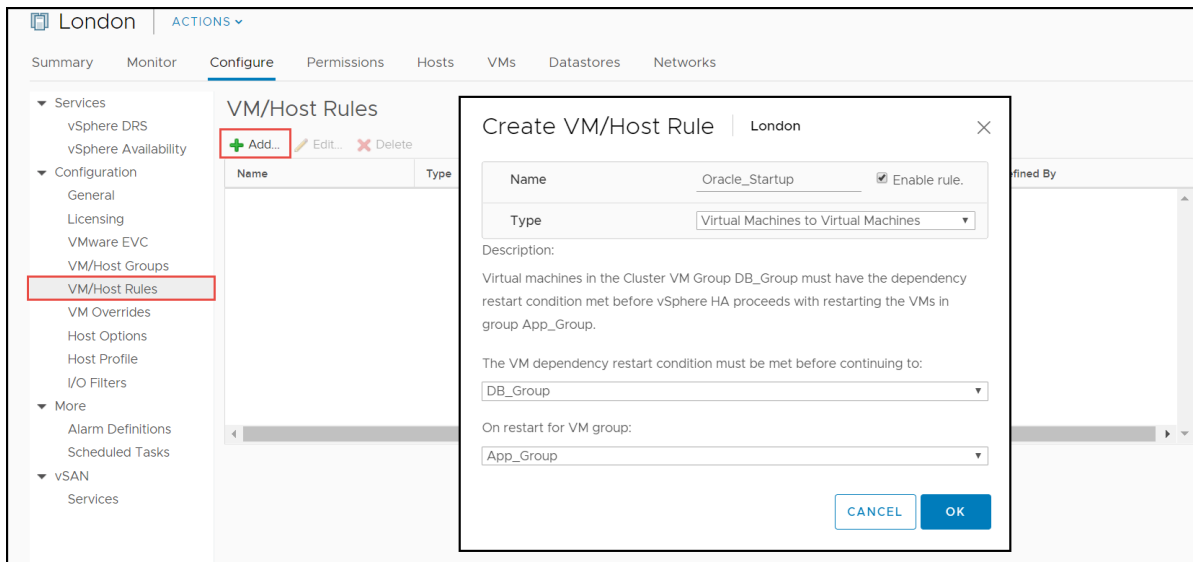 London ACTIONS
Summary Monitor Configure Permissions Hosts VMs Datastores Networks
Services
vSphere DRS
vSphere Availability
Configuration
General
Licensing
VMware EVC
VM/Host Groups
VM/Host Rules
VM Overrides
Host Options
Host Profile
I/O Filters
More
Alarm Definitions
Scheduled Tasks
vSAN
Services
VM/Host Rules
Add... Edit... Delete
Name Type efined By
Create VM/Host Rule London
Name Oracle_Startup Enable rule.
Type Virtual Machines to Virtual Machines
Description:
Virtual machines in the Cluster VM Group DB_Group must have the dependency
restart condition met before vSphere HA proceeds with restarting the VMs in
group App_Group.
The VM dependency restart condition must be met before continuing to:
DB_Group
On restart for VM group:
App_Group
CANCEL OK